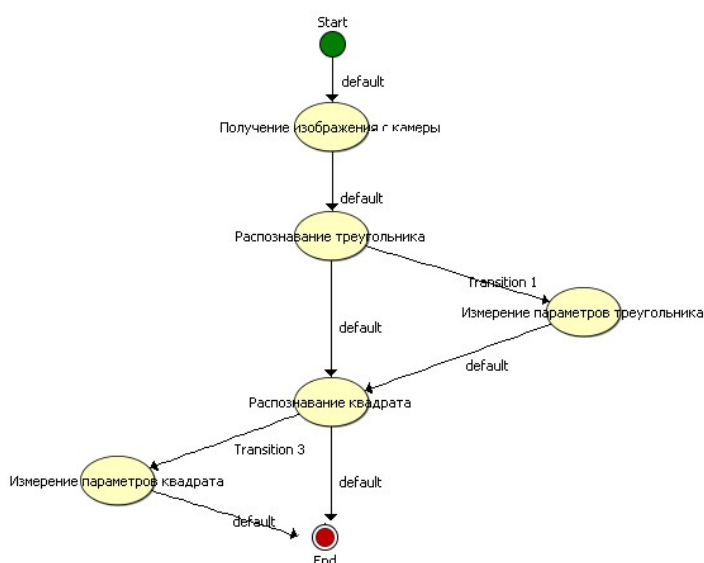 Start
default
Получение изображения с камеры
default
Распознавание треугольника
Transition 1
Измерение параметров треугольника
default
default
Распознавание квадрата
Transition 3
Измерение параметров квадрата
default
default
End